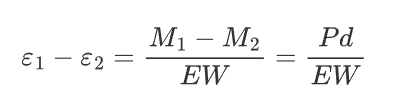 ε₁ − ε₂ = (M₁ − M₂)/(EW) = (Pd)/(EW)